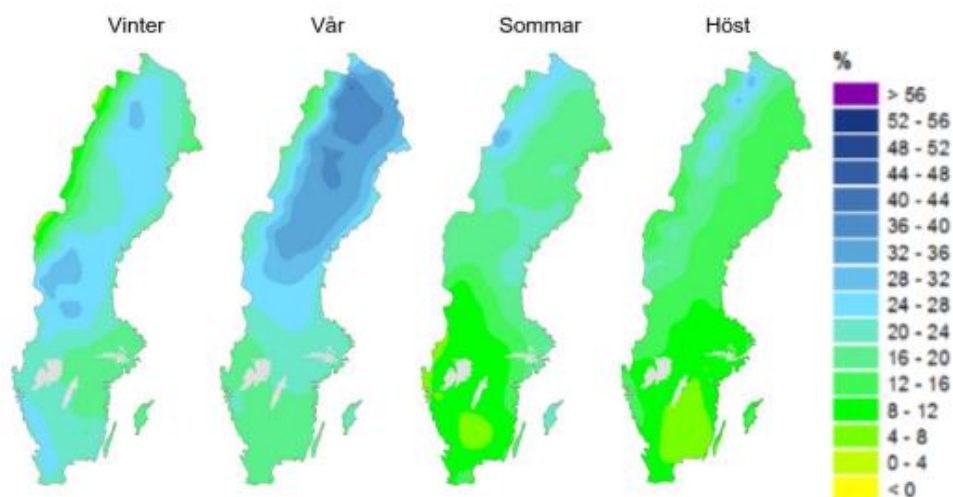 Vinter
Vår
Sommar
Höst
%
> 56
52 - 56
48 - 52
44 - 48
40 - 44
36 - 40
32 - 36
28 - 32
24 - 28
20 - 24
16 - 20
12 - 16
8 - 12
4 - 8
0 - 4
< 0